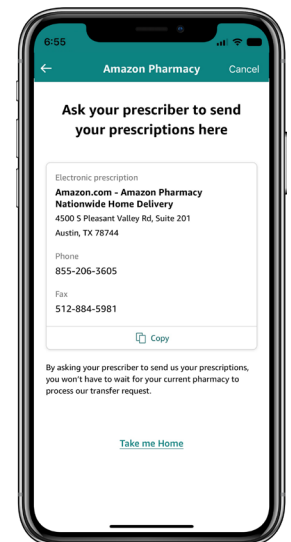 6:55
Amazon Pharmacy
Cancel
Ask your prescriber to send
your prescriptions here
Electronic prescription
Amazon.com - Amazon Pharmacy
Nationwide Home Delivery
4500 S Pleasant Valley Rd, Suite 201
Austin, TX 78744
Phone
855-206-3605
Fax
512-884-5981
Copy
By asking your prescriber to send us your prescriptions,
you won't have to wait for your current pharmacy to
process our transfer request.
Take me Home